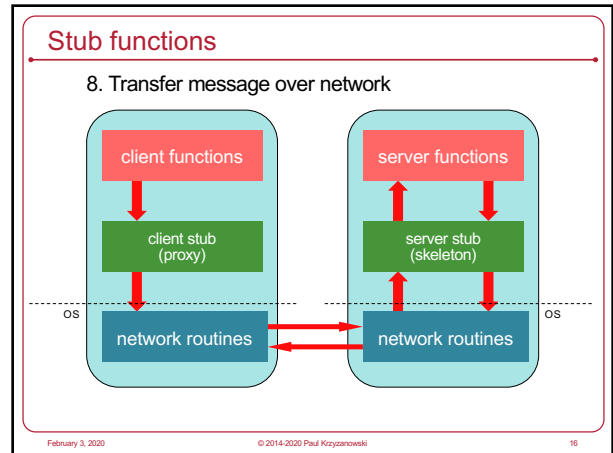 Stub functions
8. Transfer message over network
client functions
server functions
client stub
(proxy)
server stub
(skeleton)
os
os
network routines
network routines
February 3, 2020
© 2014-2020 Paul Krzyzanowski
16